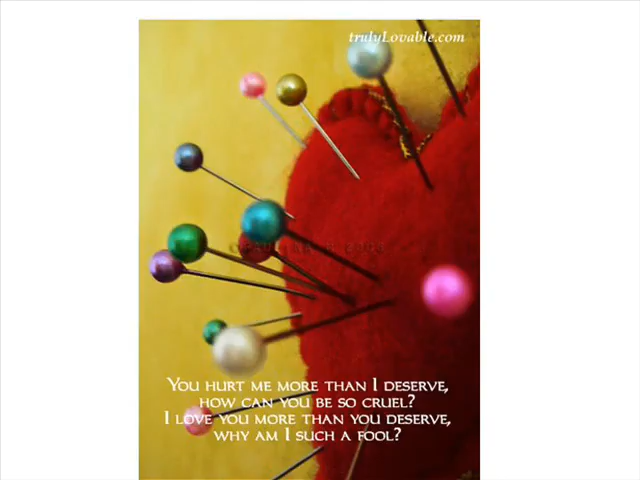 trulyLovable.com
You hurt me more than I deserve,
how can you be so cruel?
I love you more than you deserve,
why am I such a fool?